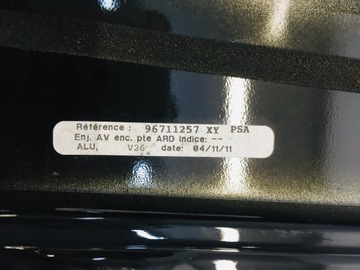 Référence : 96711257 XY PSA
Enj. AV enc. pte ARD indice: --
ALU, V26 date: 04/11/11